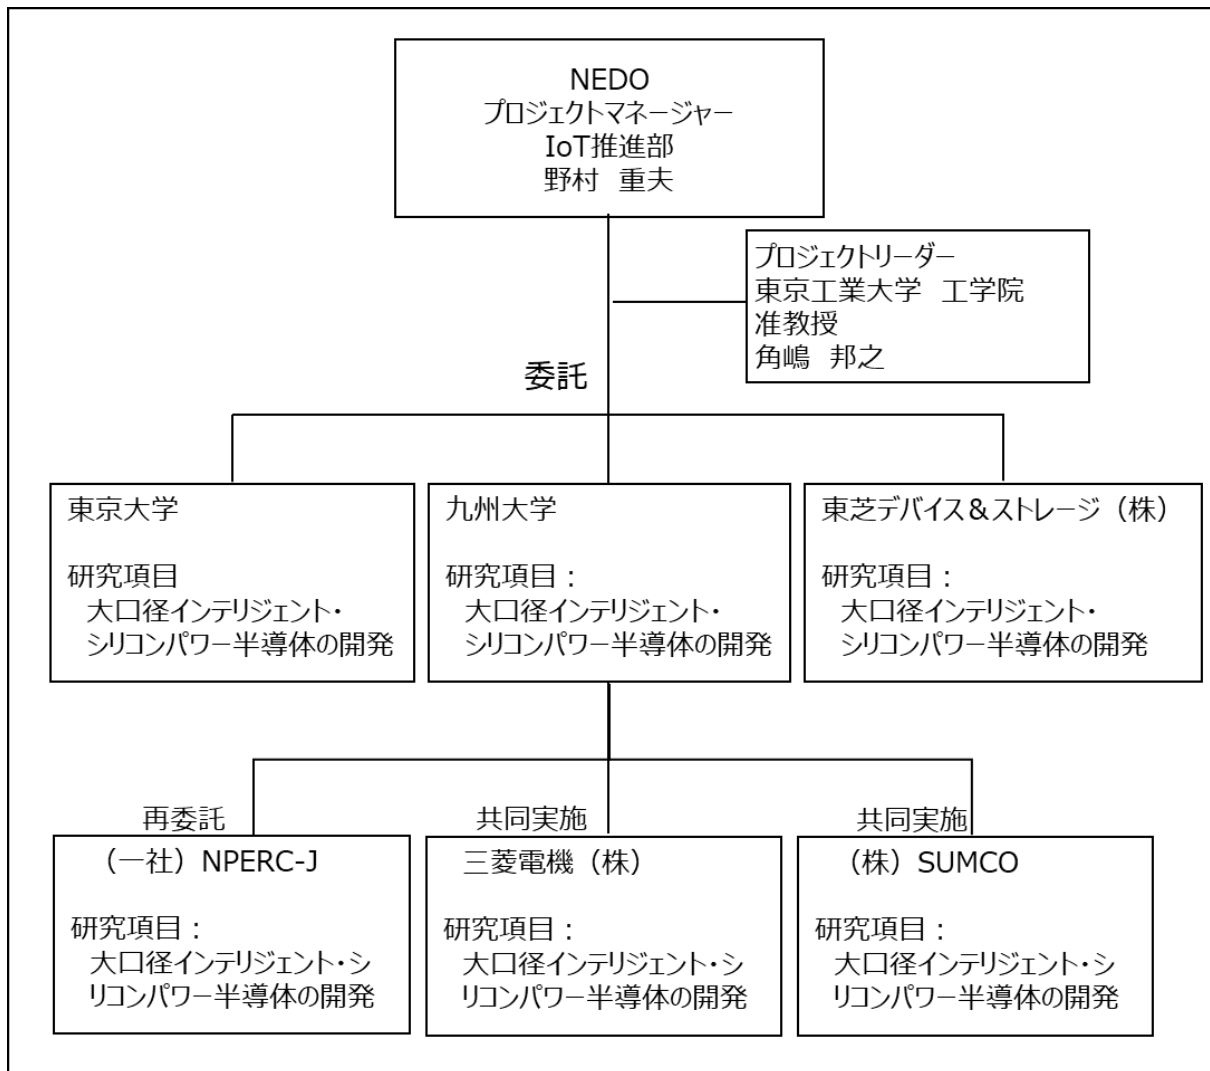 NEDO
プロジェクトマネージャー
IoT推進部
野村　重夫
プロジェクトリーダー
東京工業大学　工学院
准教授
角嶋　邦之
委託
東京大学
研究項目
大口径インテリジェント・
シリコンパワー半導体の開発
九州大学
研究項目：
大口径インテリジェント・
シリコンパワー半導体の開発
東芝デバイス＆ストレージ（株）
研究項目：
大口径インテリジェント・
シリコンパワー半導体の開発
再委託
（一社）NPERC-J
研究項目：
大口径インテリジェント・シ
リコンパワー半導体の開発
共同実施
三菱電機（株）
研究項目：
大口径インテリジェント・シ
リコンパワー半導体の開発
共同実施
（株）SUMCO
研究項目：
大口径インテリジェント・シ
リコンパワー半導体の開発